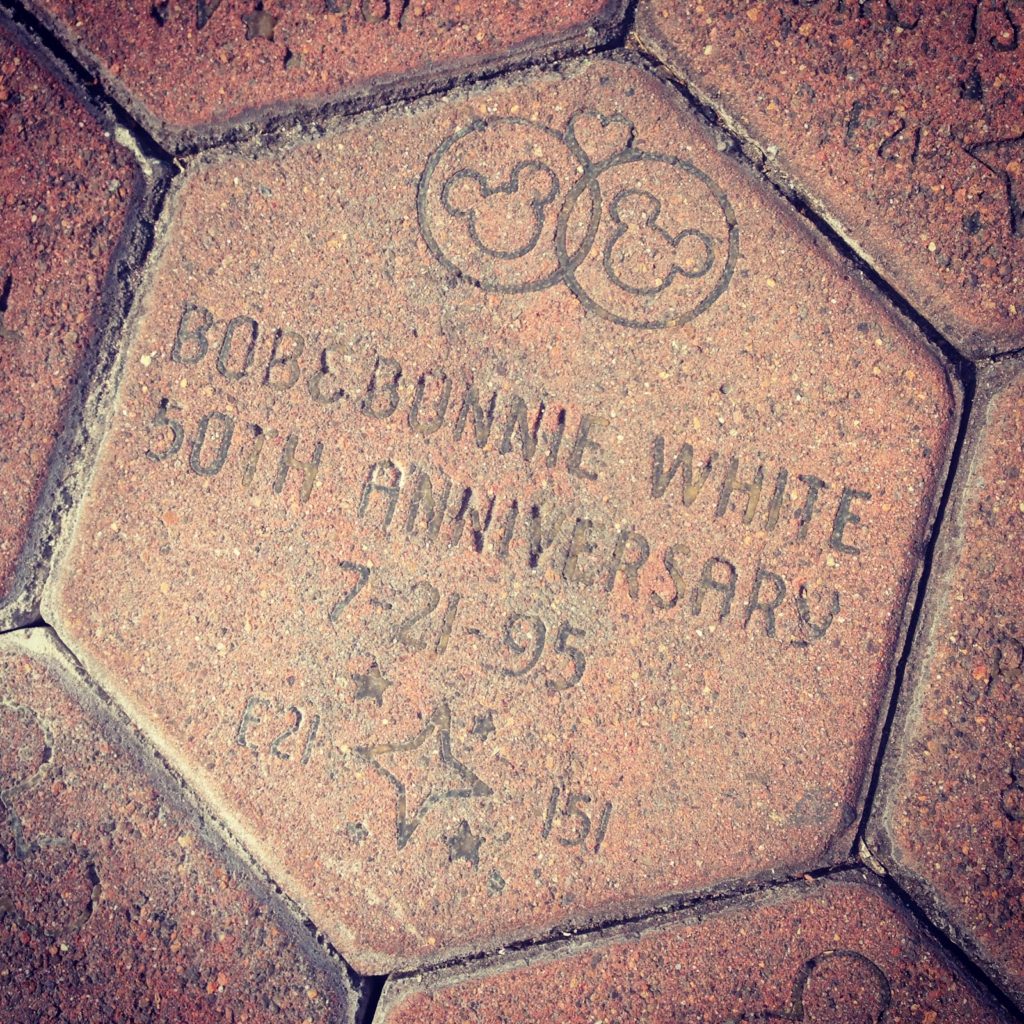 BOB & BONNIE WHITE
50TH ANNIVERSARY
7-21-95
E21 151